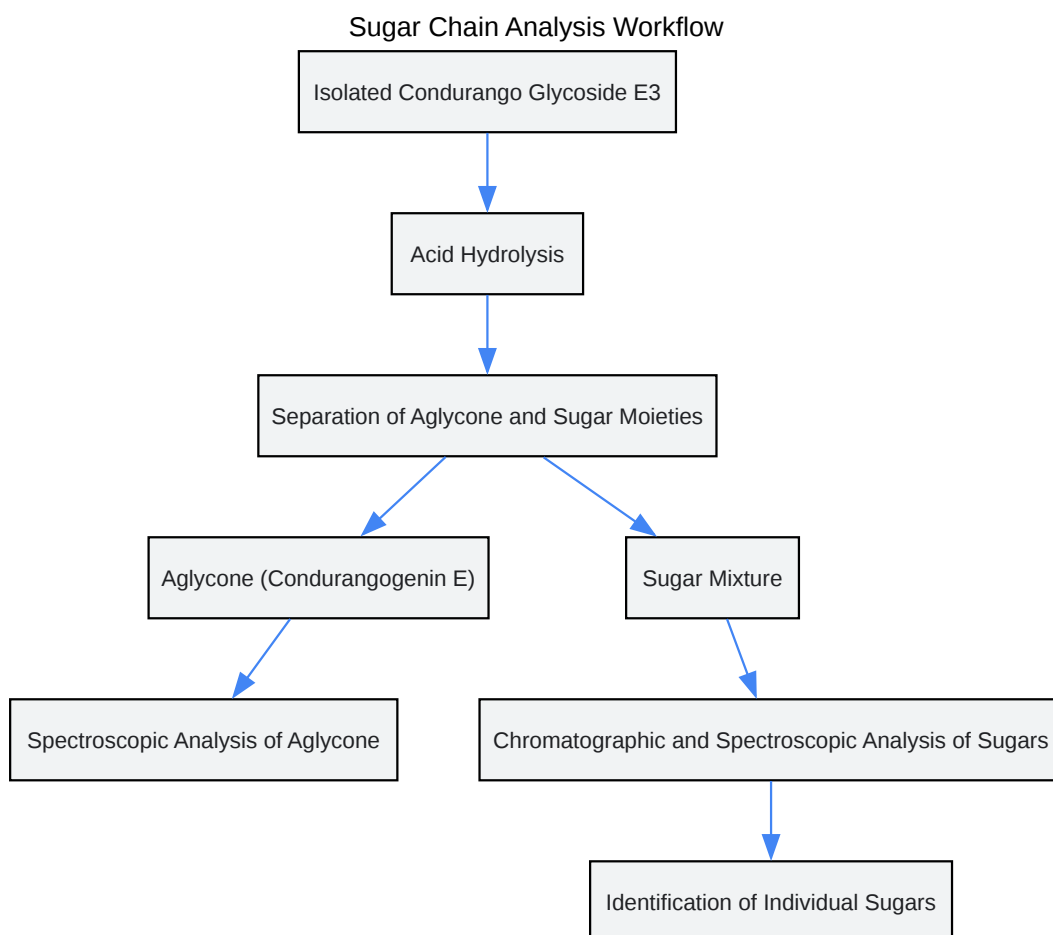 Sugar Chain Analysis Workflow
Isolated Condurango Glycoside E3
Acid Hydrolysis
Separation of Aglycone and Sugar Moieties
Aglycone (Condurangogenin E)
Sugar Mixture
Spectroscopic Analysis of Aglycone
Chromatographic and Spectroscopic Analysis of Sugars
Identification of Individual Sugars